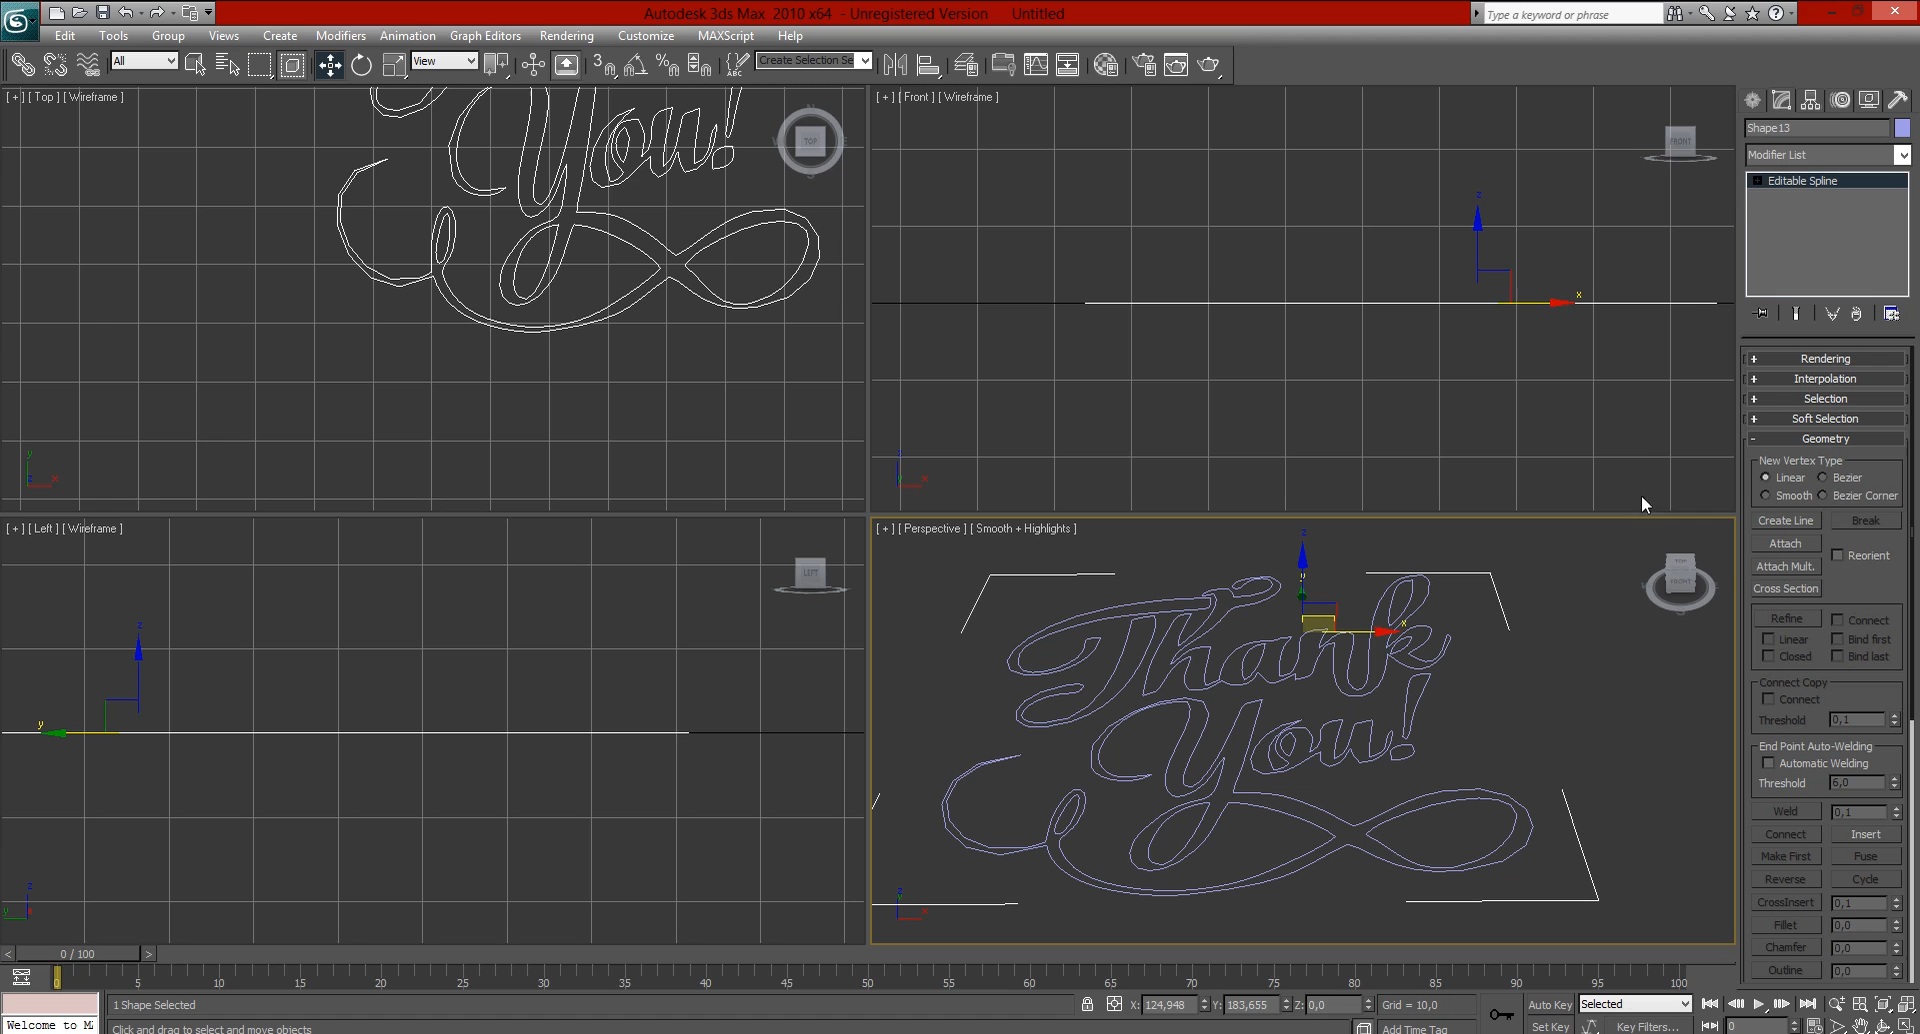 Autodesk 3ds Max 2010 x64 - Unregistered Version Untitled
Type a keyword or phrase
Edit Tools Group Views Create Modifiers Animation Graph Editors Rendering Customize MAXScript Help
All
View
Create Selection Se
[ + ] [ Top ] [ Wireframe ]
TOP
[ + ] [ Front ] [ Wireframe ]
FRONT
z
x
You!
y
z
x
[ + ] [ Left ] [ Wireframe ]
LEFT
z
y
z
y
[ + ] [ Perspective ] [ Smooth + Highlights ]
TOP
FRONT
z
y
x
Thank
You!
z
x
Shape13
Modifier List
Editable Spline
+ Rendering
+ Interpolation
+ Selection
+ Soft Selection
- Geometry
New Vertex Type
Linear Bezier
Smooth Bezier Corner
Create Line Break
Attach
Reorient
Attach Mult.
Cross Section
Refine Connect
Linear Bind first
Closed Bind last
Connect Copy
Connect
Threshold 0,1
End Point Auto-Welding
Automatic Welding
Threshold 6,0
Weld 0,1
Connect Insert
Make First Fuse
Reverse Cycle
CrossInsert 0,1
Fillet 0,0
Chamfer 0,0
Outline 0,0
< 0 / 100 >
0 5 10 15 20 25 30 35 40 45 50 55 60 65 70 75 80 85 90 95 100
1 Shape Selected
X: 124,948 Y: 183,655 Z: 0,0 Grid = 10,0
Auto Key Selected
Welcome to M
Click and drag to select and move objects
Add Time Tag
Set Key Key Filters... 0